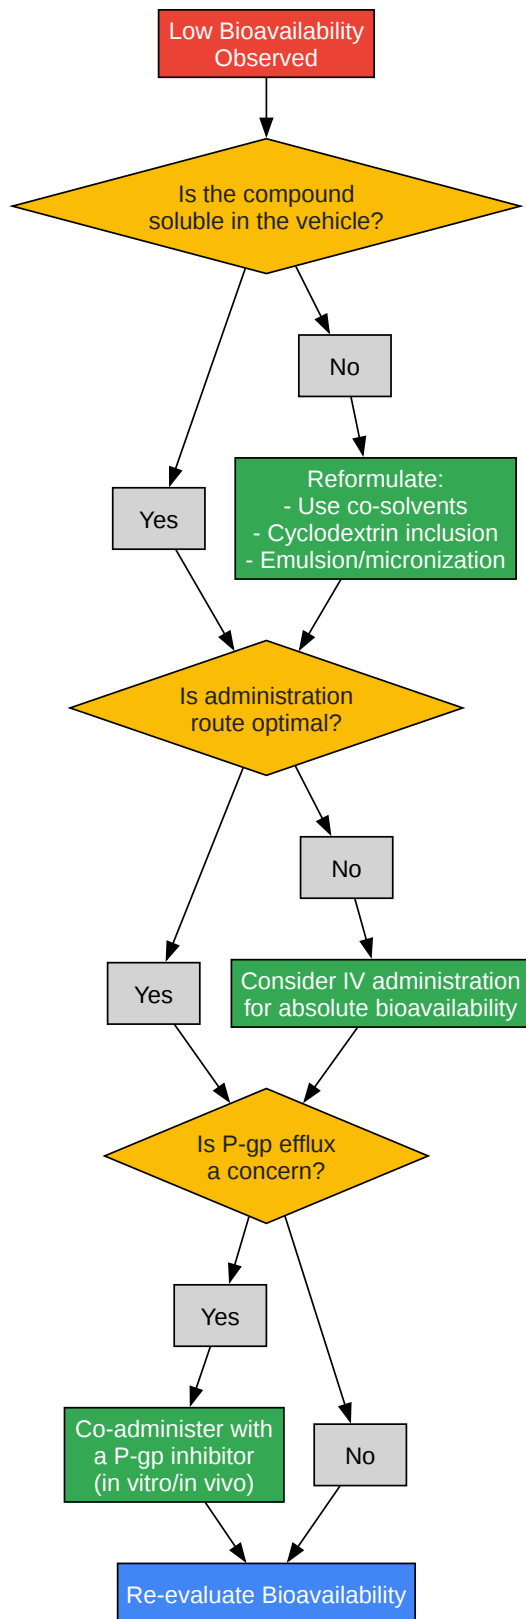 Low Bioavailability
Observed
Is the compound
soluble in the vehicle?
No
Reformulate:
- Use co-solvents
- Cyclodextrin inclusion
- Emulsion/micronization
Yes
Is administration
route optimal?
No
Yes
Consider IV administration
for absolute bioavailability
Is P-gp efflux
a concern?
Yes
Co-administer with
a P-gp inhibitor
(in vitro/in vivo)
No
Re-evaluate Bioavailability